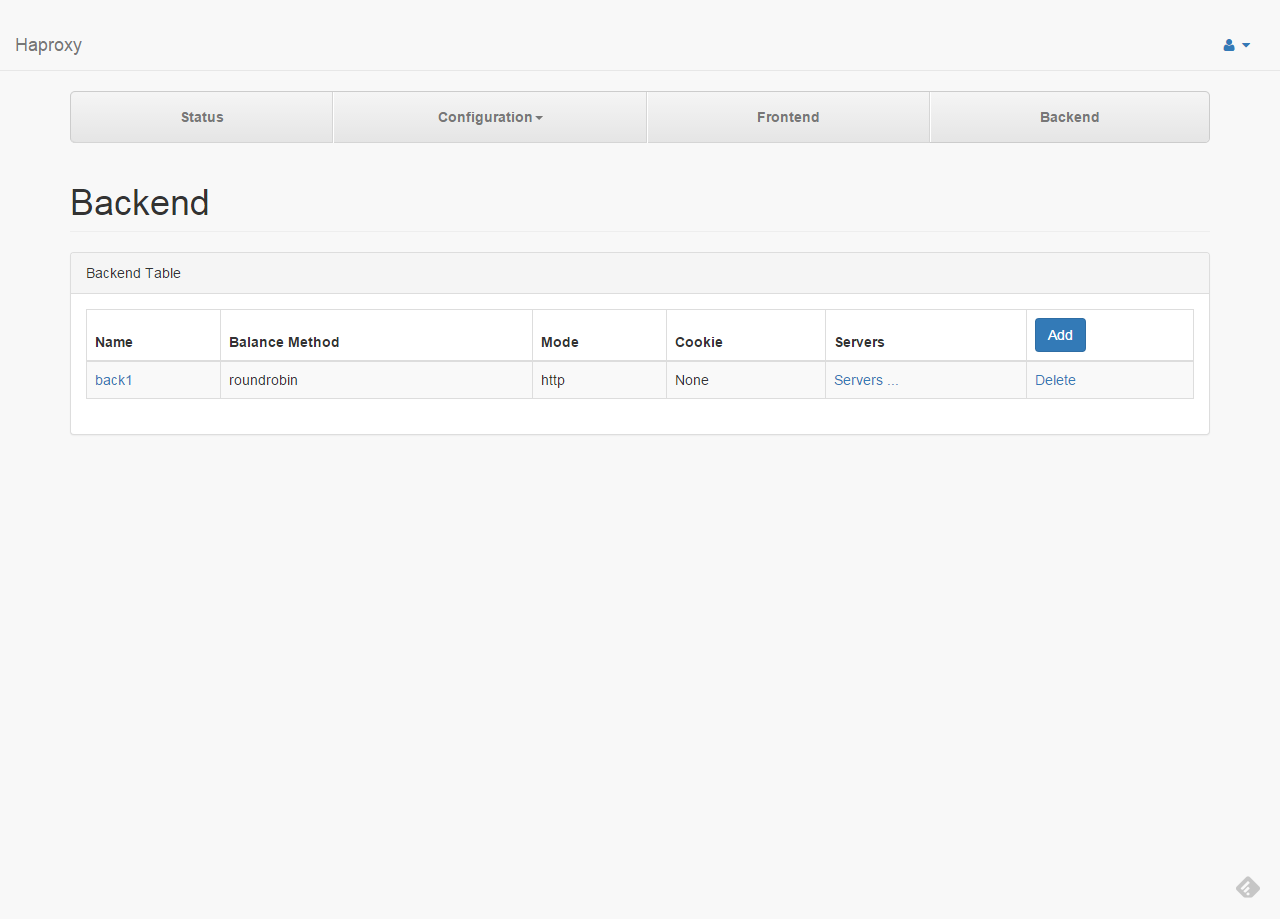 Haproxy
Status Configuration Frontend Backend
Backend
Backend Table
Name Balance Method Mode Cookie Servers Add
back1 roundrobin http None Servers ... Delete